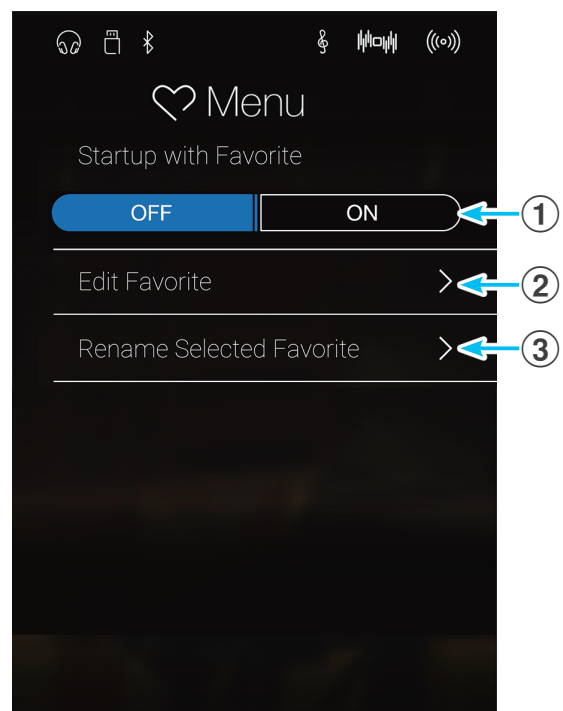 Menu
Startup with Favorite
OFF ON 1
Edit Favorite 2
Rename Selected Favorite 3